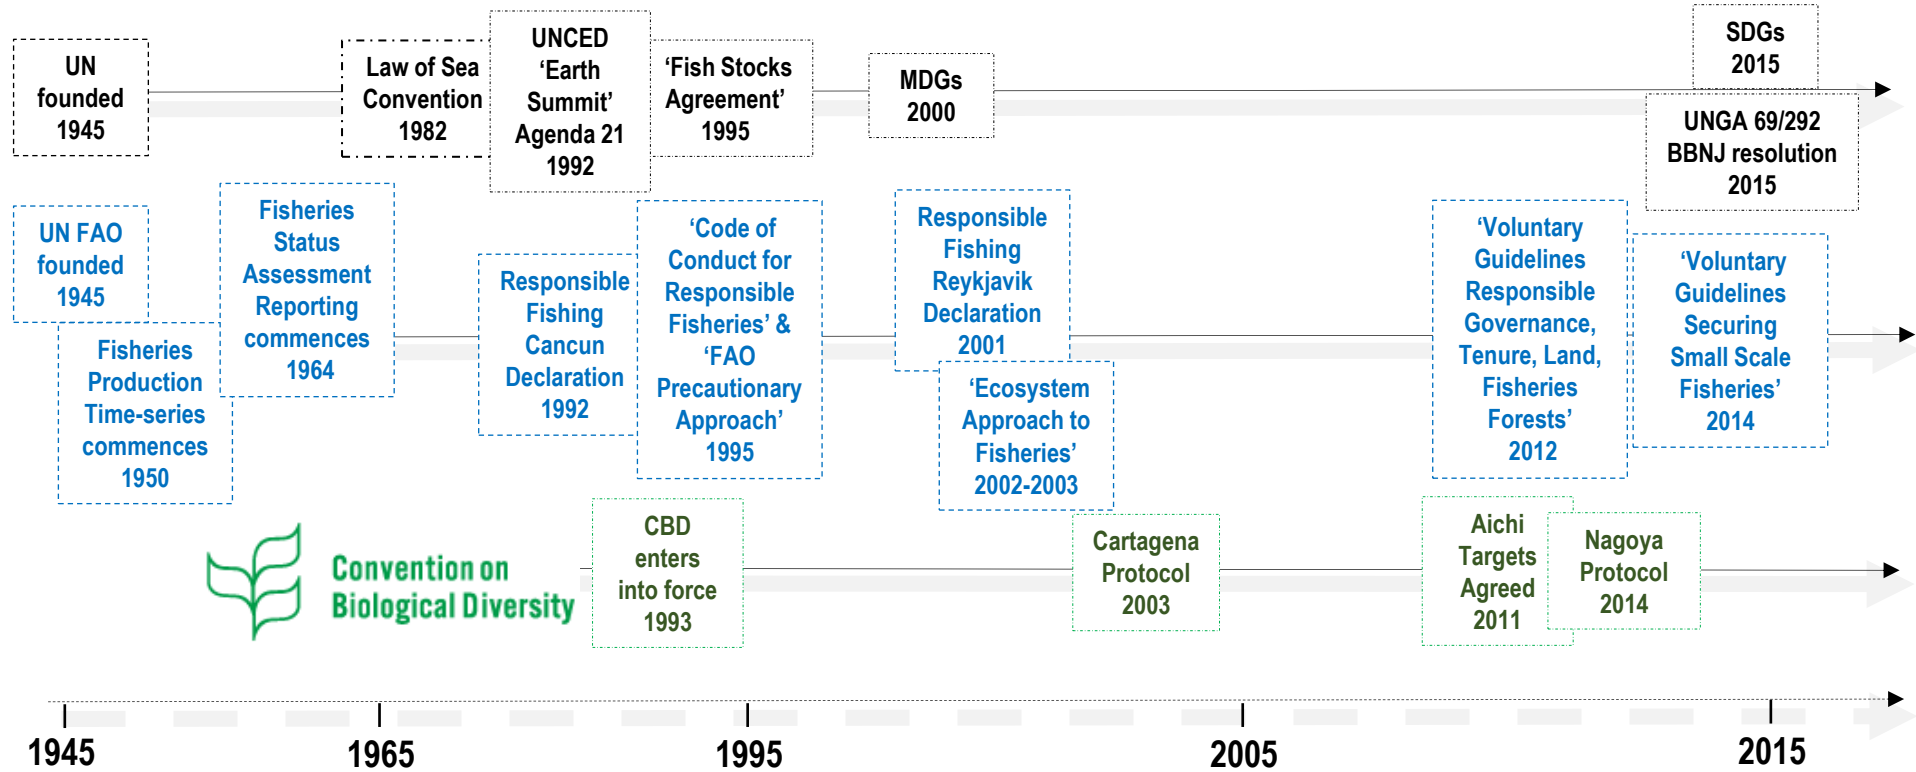 UN
founded
1945
Law of Sea
Convention
1982
UNCED
‘Earth
Summit’
Agenda 21
1992
‘Fish Stocks
Agreement’
1995
MDGs
2000
SDGs
2015
UNGA 69/292
BBNJ resolution
2015
UN FAO
founded
1945
Fisheries
Production
Time-series
commences
1950
Fisheries
Status
Assessment
Reporting
commences
1964
Responsible
Fishing
Cancun
Declaration
1992
‘Code of
Conduct for
Responsible
Fisheries’ &
‘FAO
Precautionary
Approach’
1995
Responsible
Fishing
Reykjavik
Declaration
2001
‘Ecosystem
Approach to
Fisheries’
2002-2003
‘Voluntary
Guidelines
Responsible
Governance,
Tenure, Land,
Fisheries
Forests’
2012
‘Voluntary
Guidelines
Securing
Small Scale
Fisheries’
2014
Convention on
Biological Diversity
CBD
enters
into force
1993
Cartagena
Protocol
2003
Aichi
Targets
Agreed
2011
Nagoya
Protocol
2014
1945
1965
1995
2005
2015